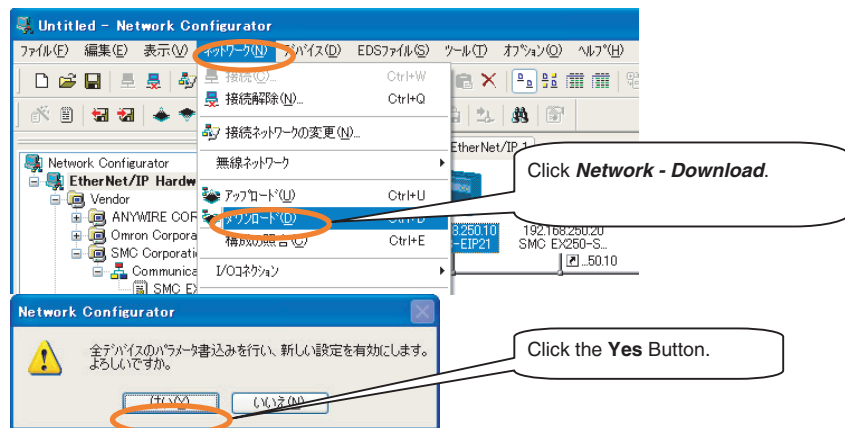 Untitled - Network Configurator
ファイル(F) 編集(E) 表示(V) ネットワーク(N) デバイス(D) EDSファイル(S) ツール(T) オプション(O) ヘルプ(H)
接続(C)... Ctrl+W
接続解除(N)... Ctrl+Q
接続ネットワークの変更(N)...
EtherNet/IP 1
Network Configurator
無線ネットワーク
Click Network - Download.
EtherNet/IP Hardw
アップロード(U) Ctrl+U
Vendor
ANYWIRE COR
ダウンロード(D)
.250.10 192.168.250.20
Omron Corpora
構成の照合(C) Ctrl+E
-EIP21 SMC EX250-S...
SMC Corporati
...50.10
Communica
I/Oコネクション
SMC E
Network Configurator
全デバイスのパラメータ書込みを行い、新しい設定を有効にします。
よろしいですか。
Click the Yes Button.
はい(Y) いいえ(N)